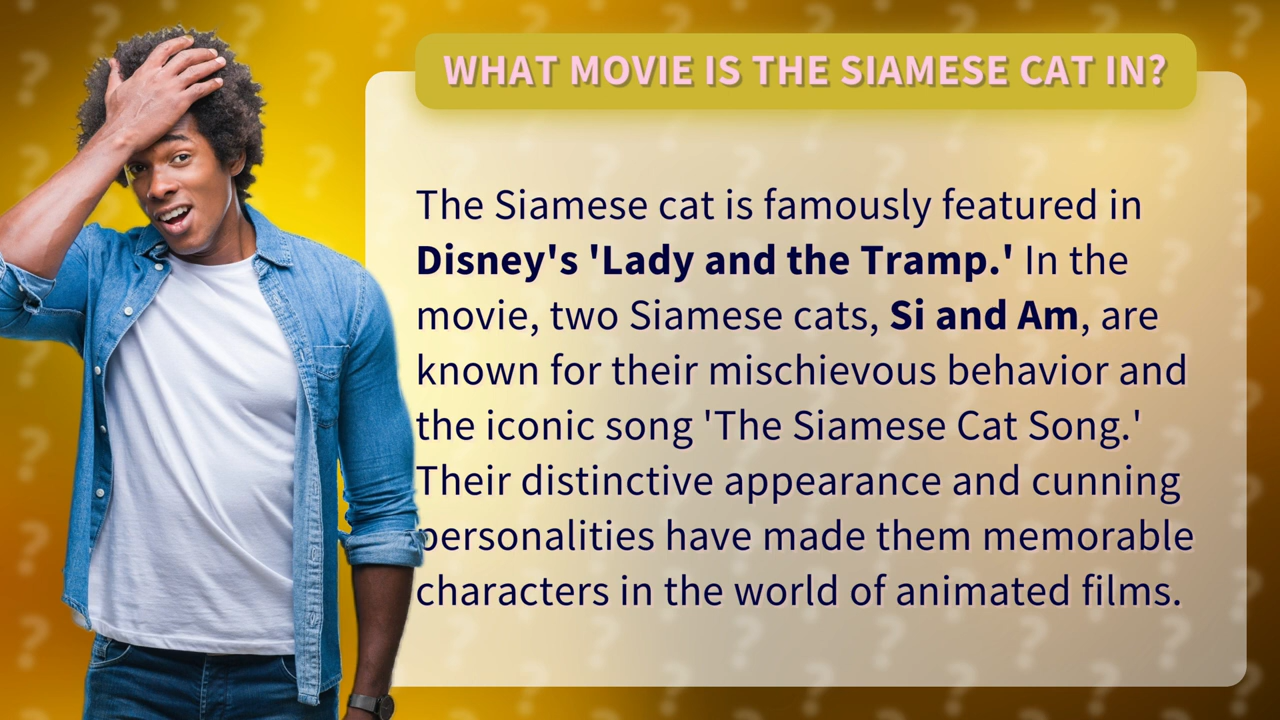 WHAT MOVIE IS THE SIAMESE CAT IN?
The Siamese cat is famously featured in
Disney's 'Lady and the Tramp.' In the
movie, two Siamese cats, Si and Am, are
known for their mischievous behavior and
the iconic song 'The Siamese Cat Song.'
Their distinctive appearance and cunning
personalities have made them memorable
characters in the world of animated films.